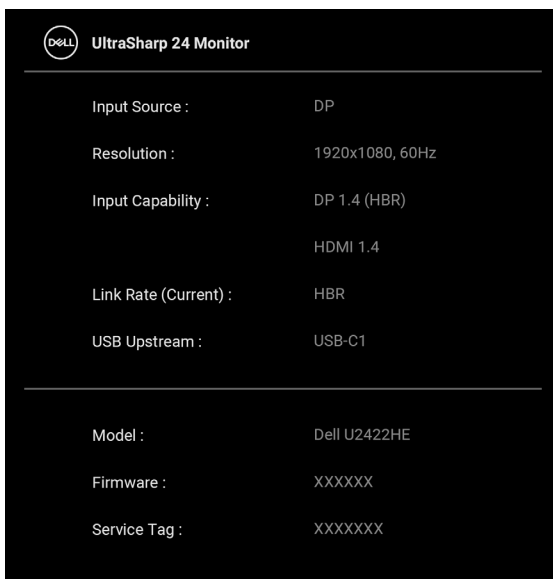 DELL UltraSharp 24 Monitor
Input Source : DP
Resolution : 1920x1080, 60Hz
Input Capability : DP 1.4 (HBR)
HDMI 1.4
Link Rate (Current) : HBR
USB Upstream : USB-C1
Model : Dell U2422HE
Firmware : XXXXXX
Service Tag : XXXXXXX